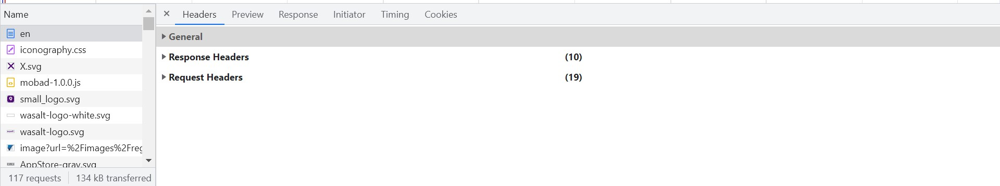 Name
Headers Preview Response Initiator Timing Cookies
en
General
iconography.css
Response Headers (10)
X.svg
Request Headers (19)
mobad-1.0.0.js
small_logo.svg
wasalt-logo-white.svg
wasalt-logo.svg
image?url=%2Fimages%2Freg
AppStore-gray.svg
117 requests 134 kB transferred